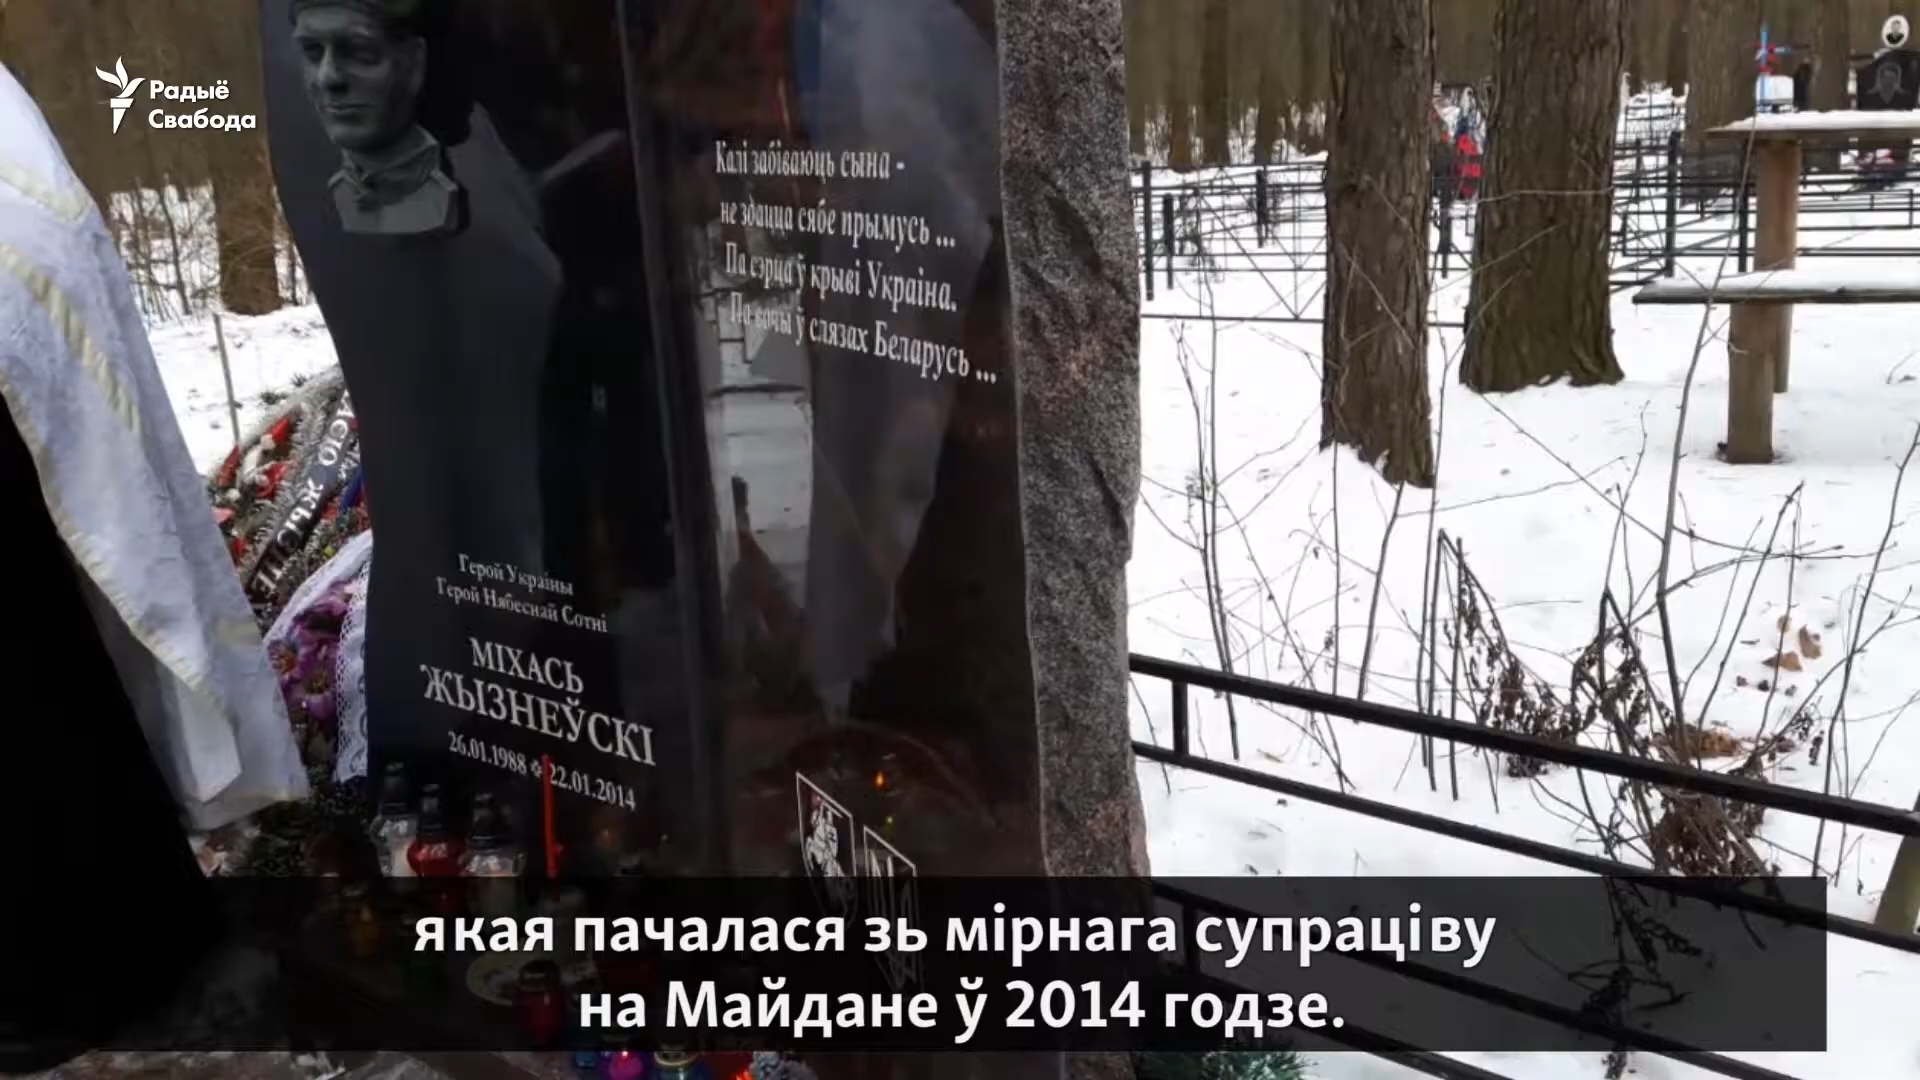 Радыё
Свабода
Калі забіваюць сына -
не здацца сябе прымусь ...
Па сэрца ў крыві Украіна.
Па вочы ў слязах Беларусь ...
Герой Украіны
Герой Нябеснай Сотні
МІХАСЬ
ЖЫЗНЕЎСКІ
26.01.1988 22.01.2014
якая пачалася зь мірнага супраціву
на Майдане ў 2014 годзе.